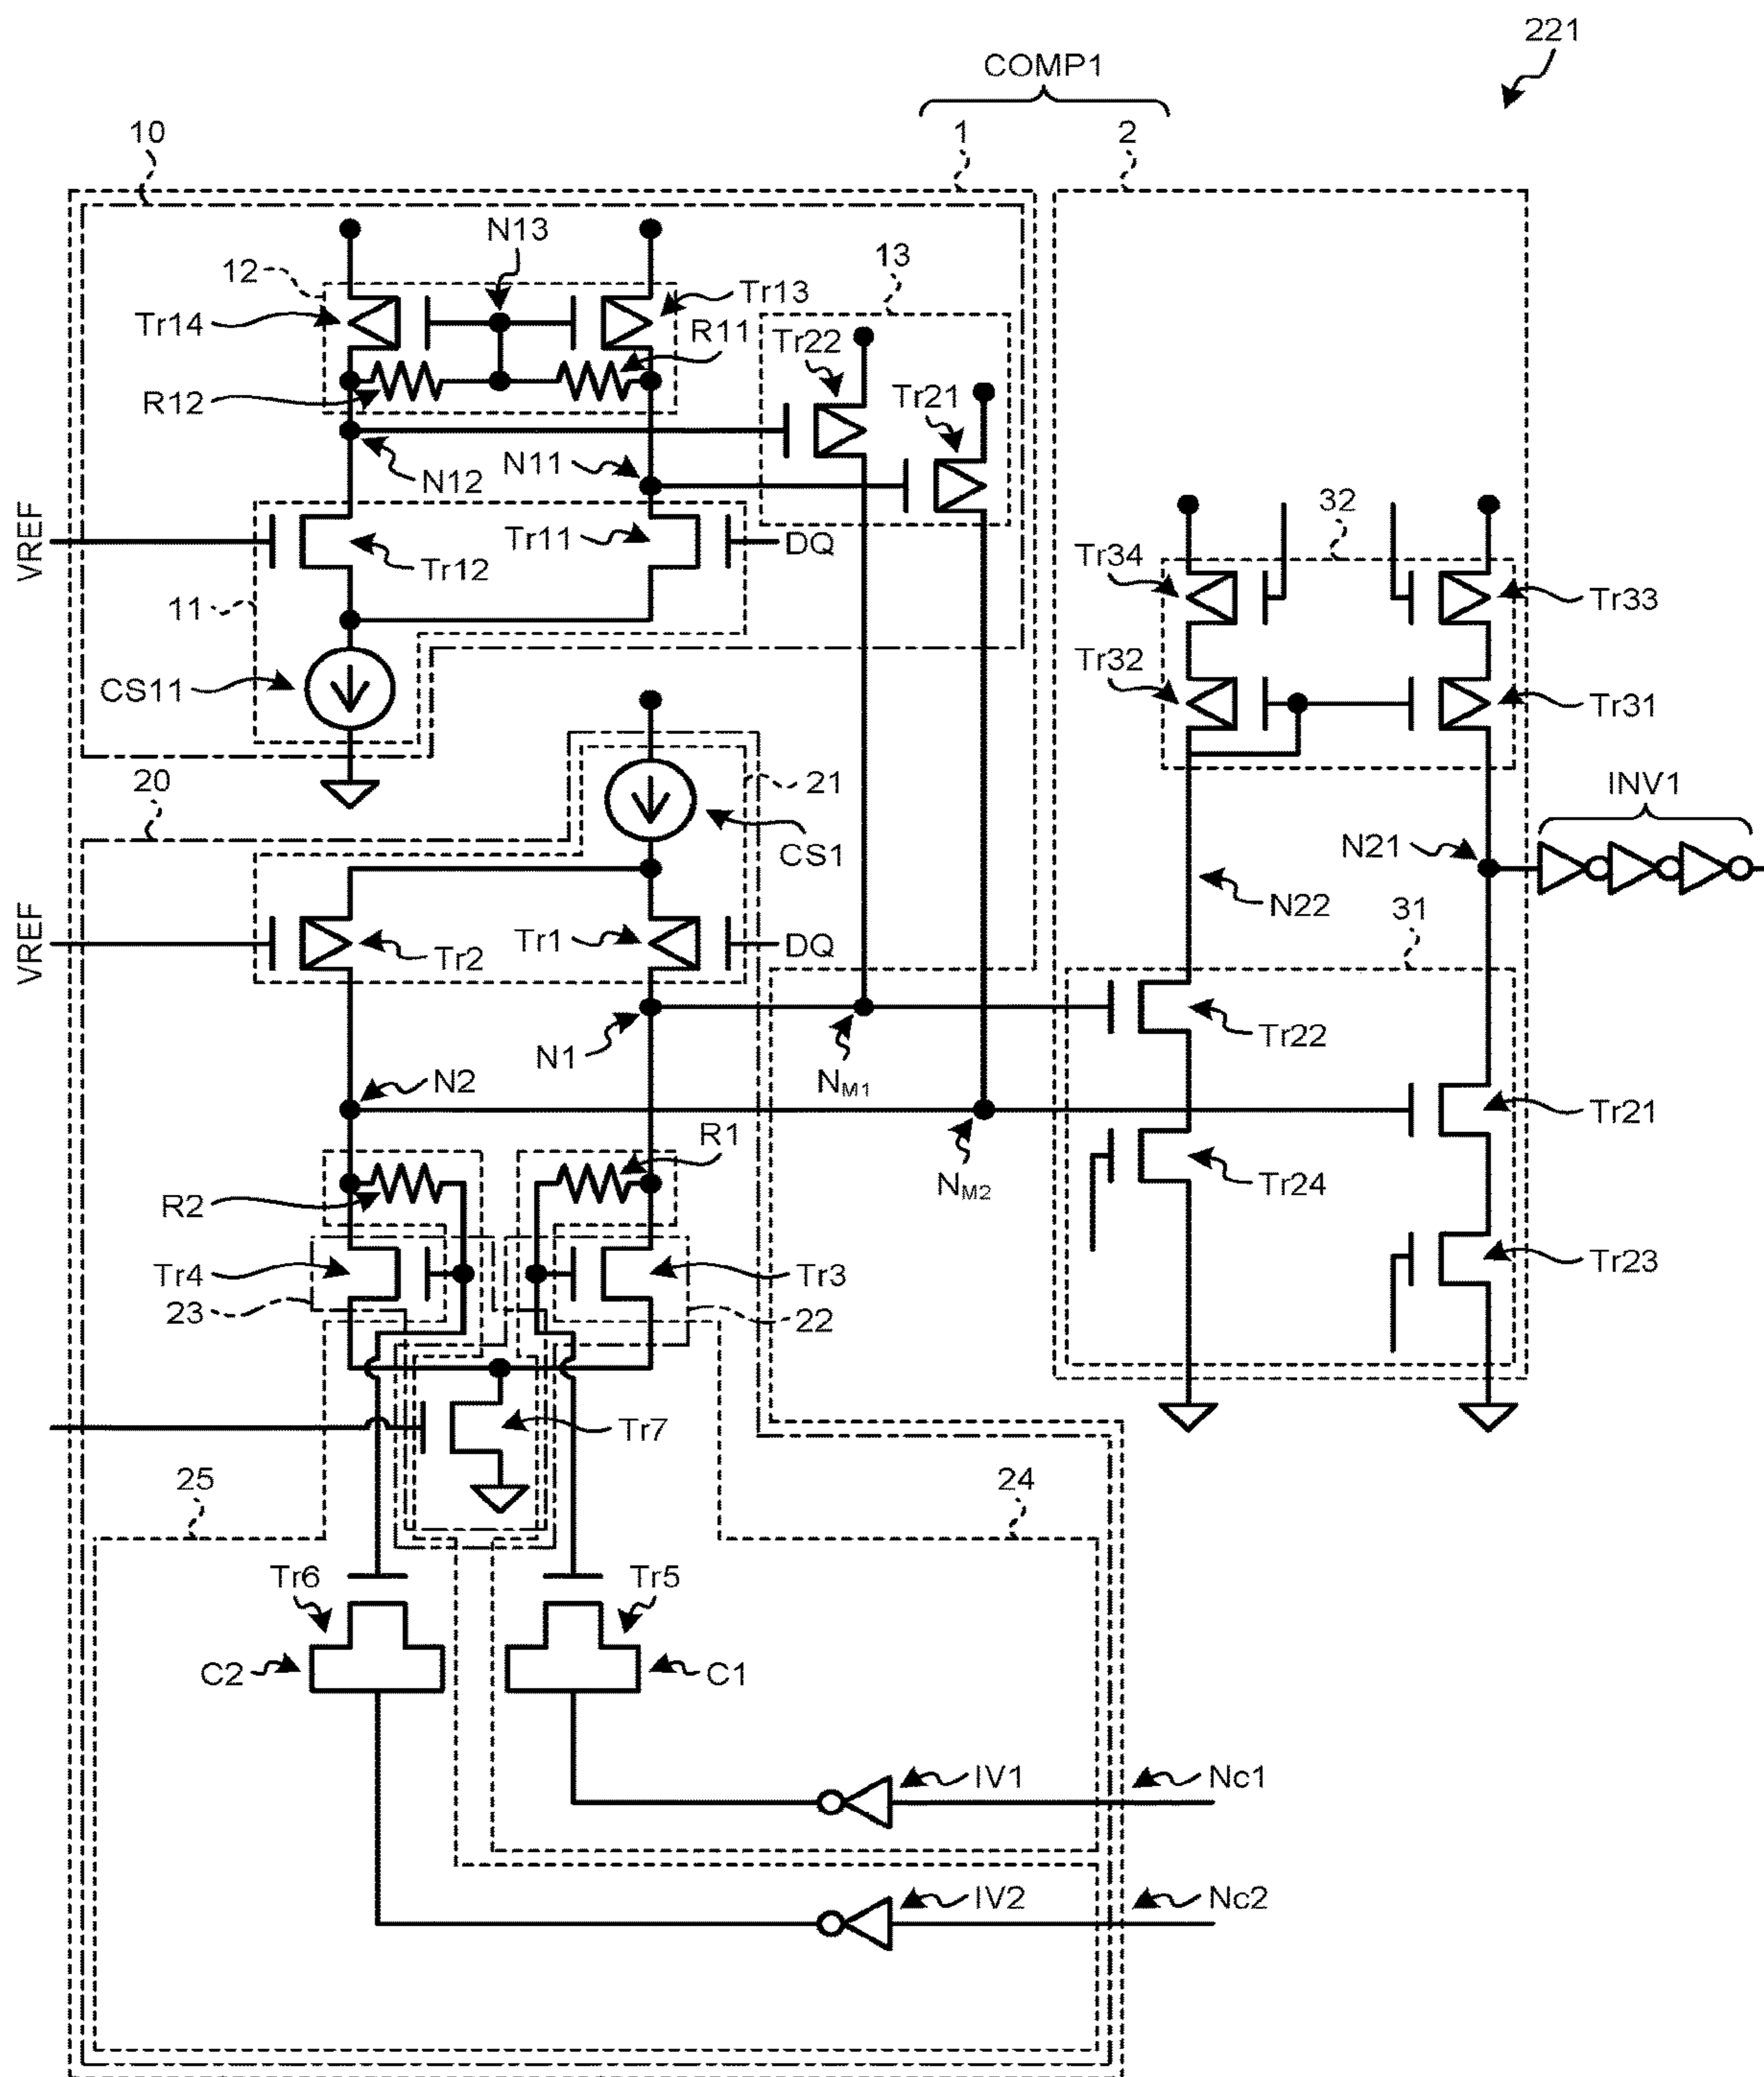 221
COMP1
10
1
2
N13
12
Tr14
Tr13
R11
13
Tr22
Tr21
R12
N12
N11
VREF
Tr12
Tr11
DQ
11
CS11
32
Tr34
Tr33
Tr32
Tr31
20
21
CS1
INV1
N21
N22
31
VREF
Tr2
Tr1
DQ
N1
NM1
Tr22
N2
NM2
Tr21
R1
R2
Tr24
Tr4
Tr3
Tr23
23
22
Tr7
25
24
Tr6
Tr5
C2
C1
IV1
Nc1
IV2
Nc2